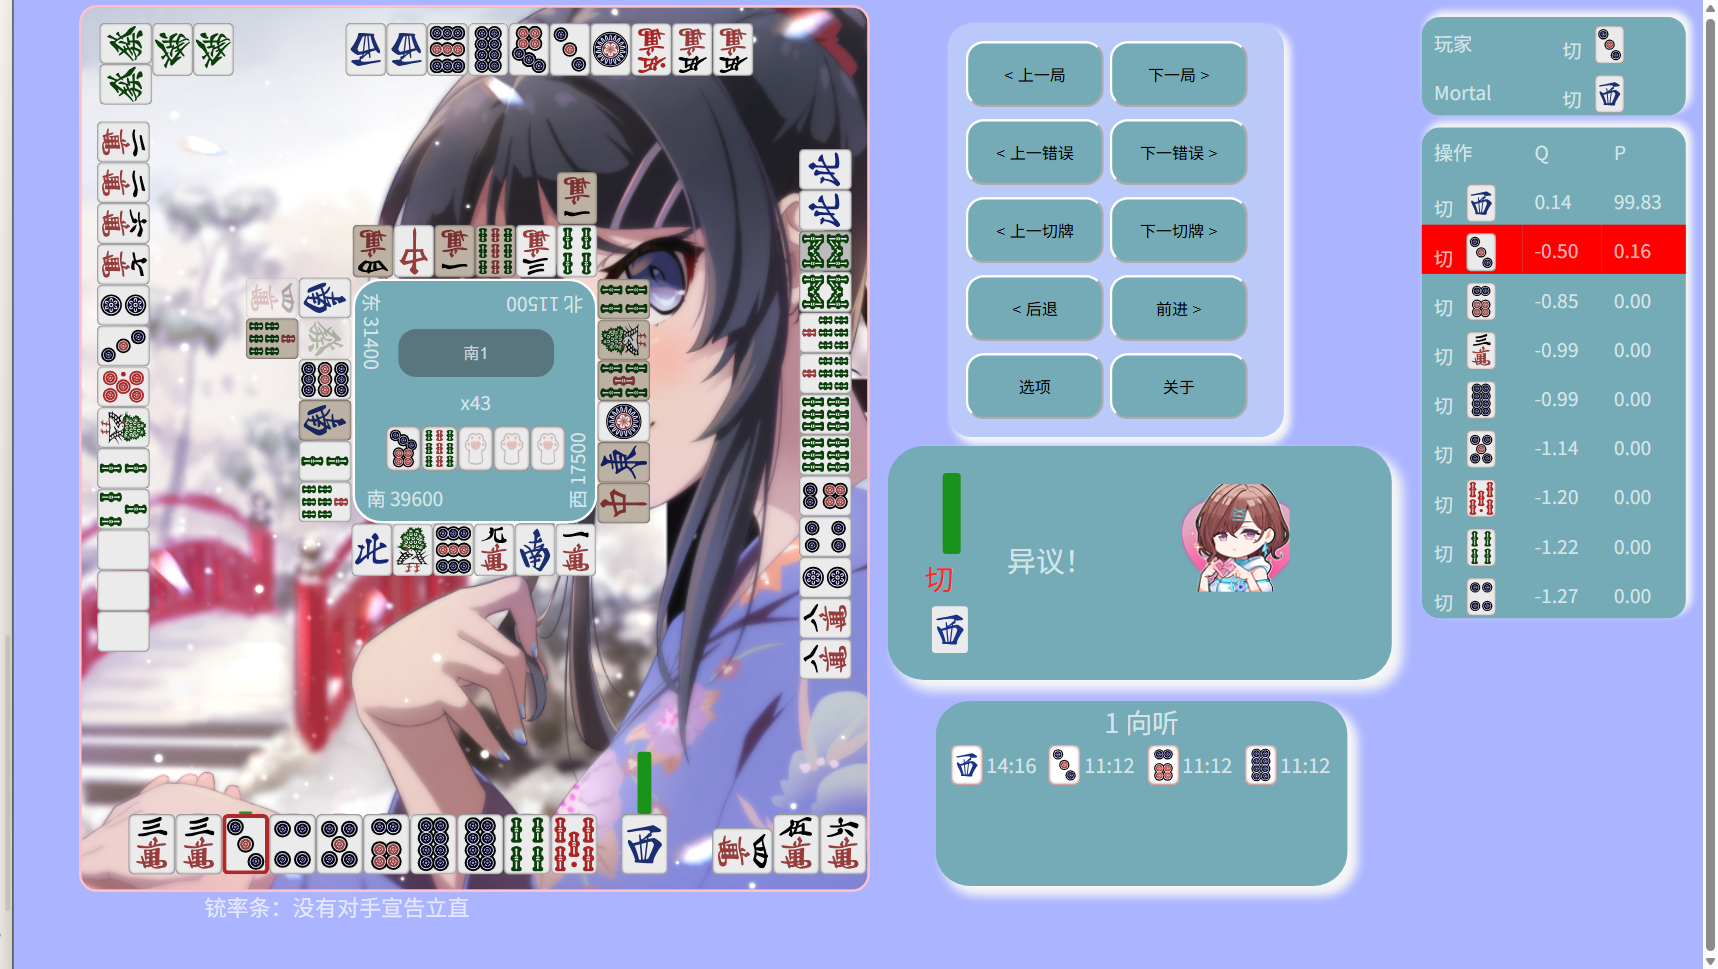 东 31400
北 11500
南1
x43
南 39600
西 17500
铳率条：没有对手宣告立直
< 上一局
下一局 >
< 上一错误
下一错误 >
< 上一切牌
下一切牌 >
< 后退
前进 >
选项
关于
切
异议！
1 向听
14:16
11:12
11:12
11:12
玩家 切
Mortal 切
操作 Q P
切 0.14 99.83
切 -0.50 0.16
切 -0.85 0.00
切 -0.99 0.00
切 -0.99 0.00
切 -1.14 0.00
切 -1.20 0.00
切 -1.22 0.00
切 -1.27 0.00